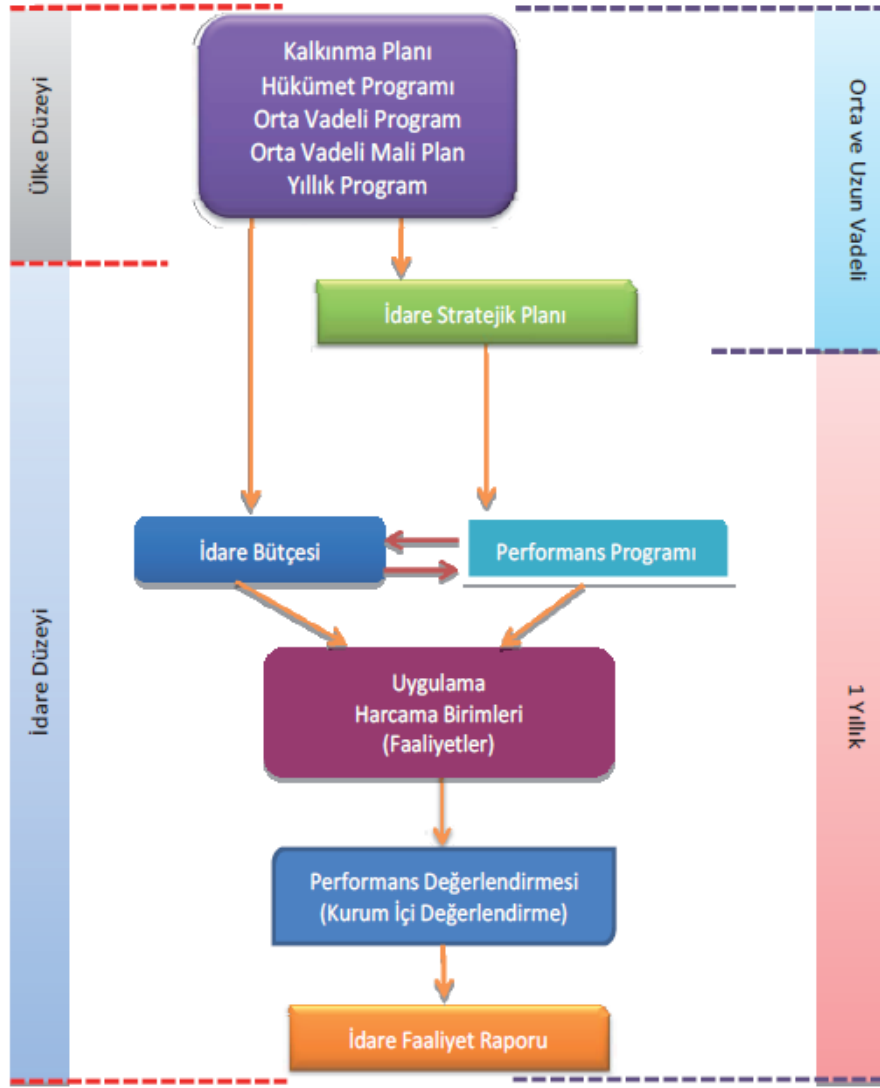 Ülke Düzeyi
Kalkınma Planı
Hükümet Programı
Orta Vadeli Program
Orta Vadeli Mali Plan
Yıllık Program
Orta ve Uzun Vadeli
İdare Stratejik Planı
İdare Düzeyi
İdare Bütçesi
Performans Programı
Uygulama
Harcama Birimleri
(Faaliyetler)
1 Yıllık
Performans Değerlendirmesi
(Kurum İçi Değerlendirme)
İdare Faaliyet Raporu